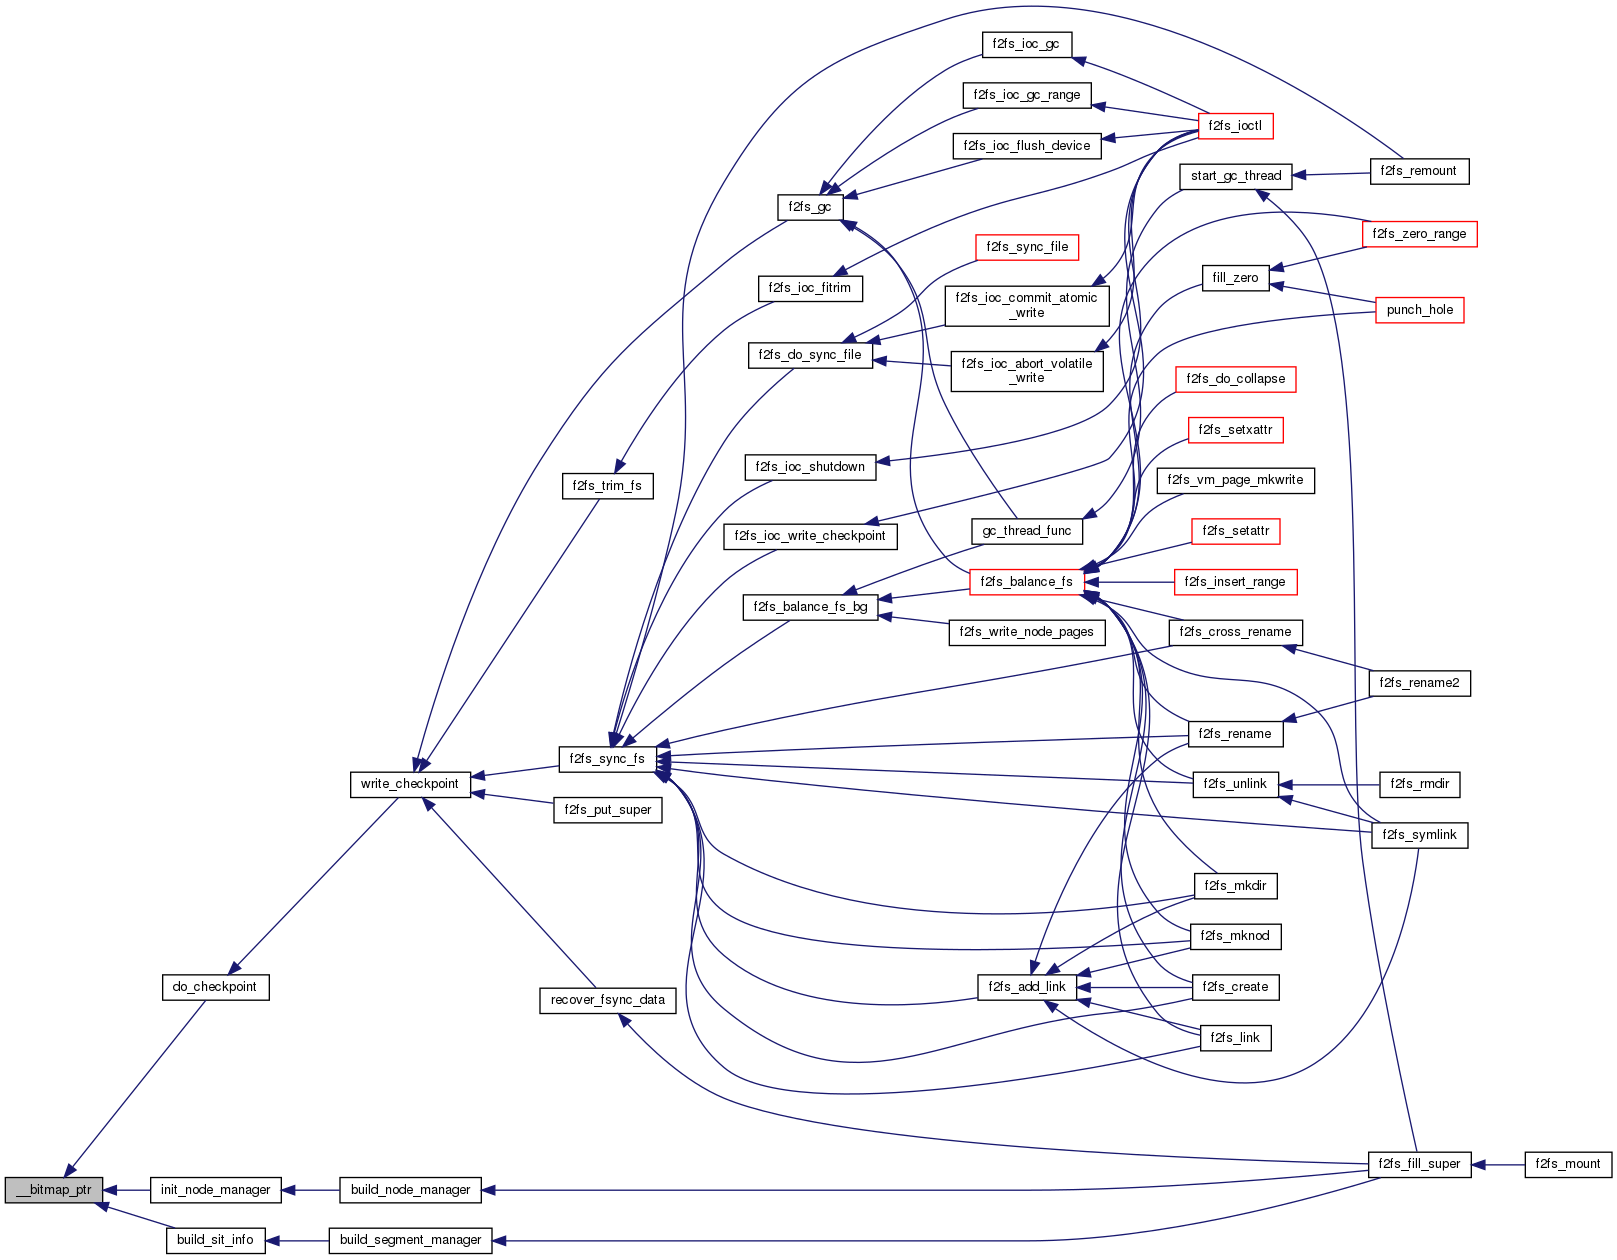 f2fs_ioc_gc
f2fs_ioc_gc_range
f2fs_ioctl
f2fs_ioc_flush_device
f2fs_remount
start_gc_thread
f2fs_gc
f2fs_zero_range
f2fs_sync_file
fill_zero
f2fs_ioc_fitrim
f2fs_ioc_commit_atomic
_write
punch_hole
f2fs_do_sync_file
f2fs_ioc_abort_volatile
_write
f2fs_do_collapse
f2fs_setxattr
f2fs_ioc_shutdown
f2fs_vm_page_mkwrite
f2fs_trim_fs
gc_thread_func
f2fs_setattr
f2fs_ioc_write_checkpoint
f2fs_balance_fs
f2fs_insert_range
f2fs_balance_fs_bg
f2fs_write_node_pages
f2fs_cross_rename
f2fs_rename2
f2fs_rename
f2fs_sync_fs
write_checkpoint
f2fs_unlink
f2fs_rmdir
f2fs_put_super
f2fs_symlink
f2fs_mkdir
f2fs_mknod
do_checkpoint
f2fs_add_link
f2fs_create
recover_fsync_data
f2fs_link
f2fs_fill_super
f2fs_mount
__bitmap_ptr
init_node_manager
build_node_manager
build_sit_info
build_segment_manager